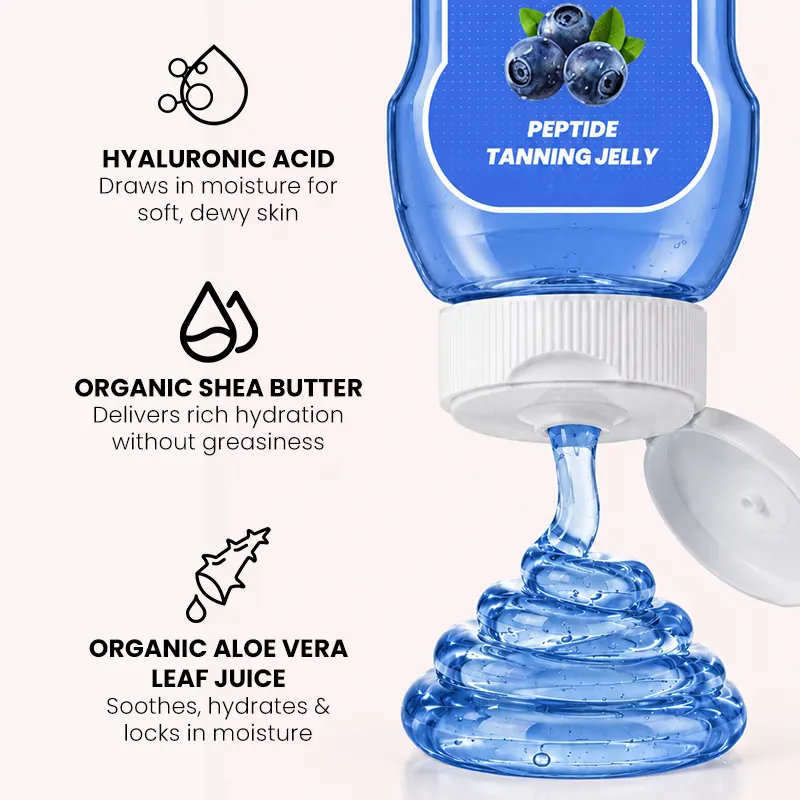 HYALURONIC ACID
Draws in moisture for
soft, dewy skin
ORGANIC SHEA BUTTER
Delivers rich hydration
without greasiness
ORGANIC ALOE VERA
LEAF JUICE
Soothes, hydrates &
locks in moisture
PEPTIDE
TANNING JELLY